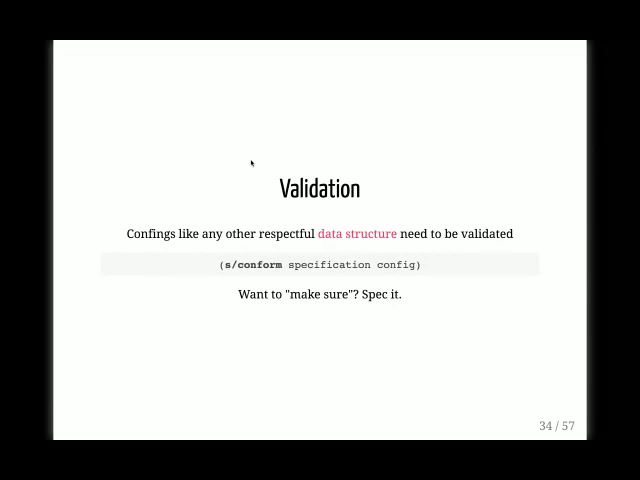 Validation
Confings like any other respectful data structure need to be validated
(s/conform specification config)
Want to "make sure"? Spec it.
34 / 57